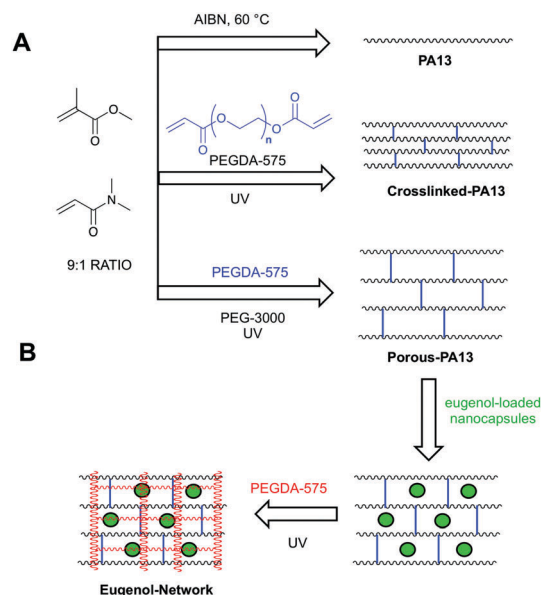 A
AIBN, 60 °C
PA13
O
O
O
O
O
n
PEGDA-575
UV
Crosslinked-PA13
N
O
9:1 RATIO
PEGDA-575
PEG-3000
UV
Porous-PA13
B
eugenol-loaded
nanocapsules
PEGDA-575
UV
Eugenol-Network